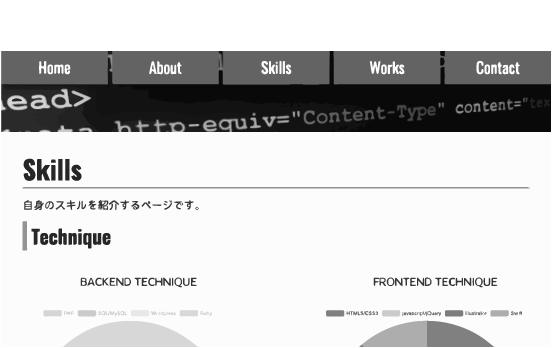 Home About Skills Works Contact
ead>
http-equiv="Content-Type" content="tex
Skills
自身のスキルを紹介するページです。
Technique
BACKEND TECHNIQUE FRONTEND TECHNIQUE
PHP SQL/MySQL Wordpress Ruby HTML5/CSS3 javascript/jQuery Illustrator Swift